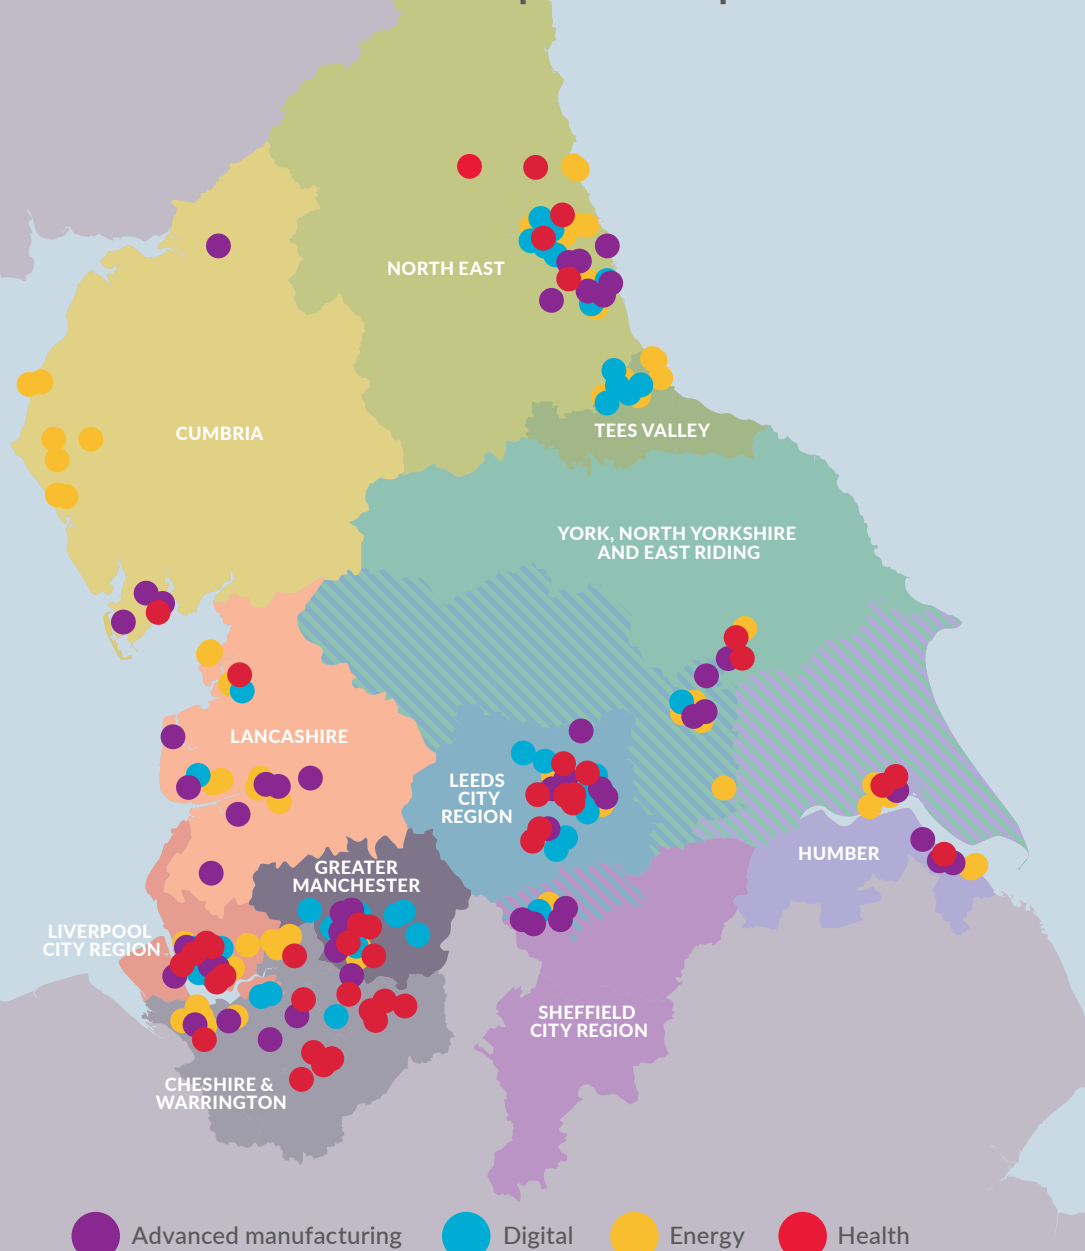 NORTH EAST
CUMBRIA
TEES VALLEY
YORK, NORTH YORKSHIRE
AND EAST RIDING
LANCASHIRE
LEEDS
CITY
REGION
HUMBER
GREATER
MANCHESTER
LIVERPOOL
CITY REGION
SHEFFIELD
CITY REGION
CHESHIRE &
WARRINGTON
Advanced manufacturing
Digital
Energy
Health